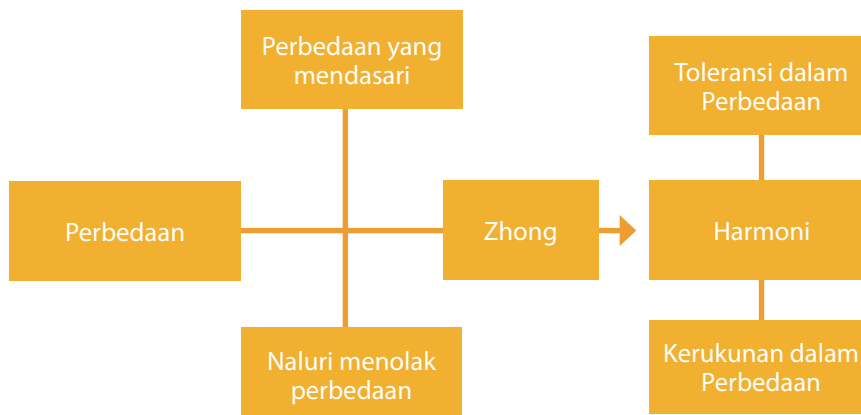 Perbedaan yang
mendasari
Toleransi dalam
Perbedaan
Perbedaan
Zhong
Harmoni
Naluri menolak
perbedaan
Kerukunan dalam
Perbedaan